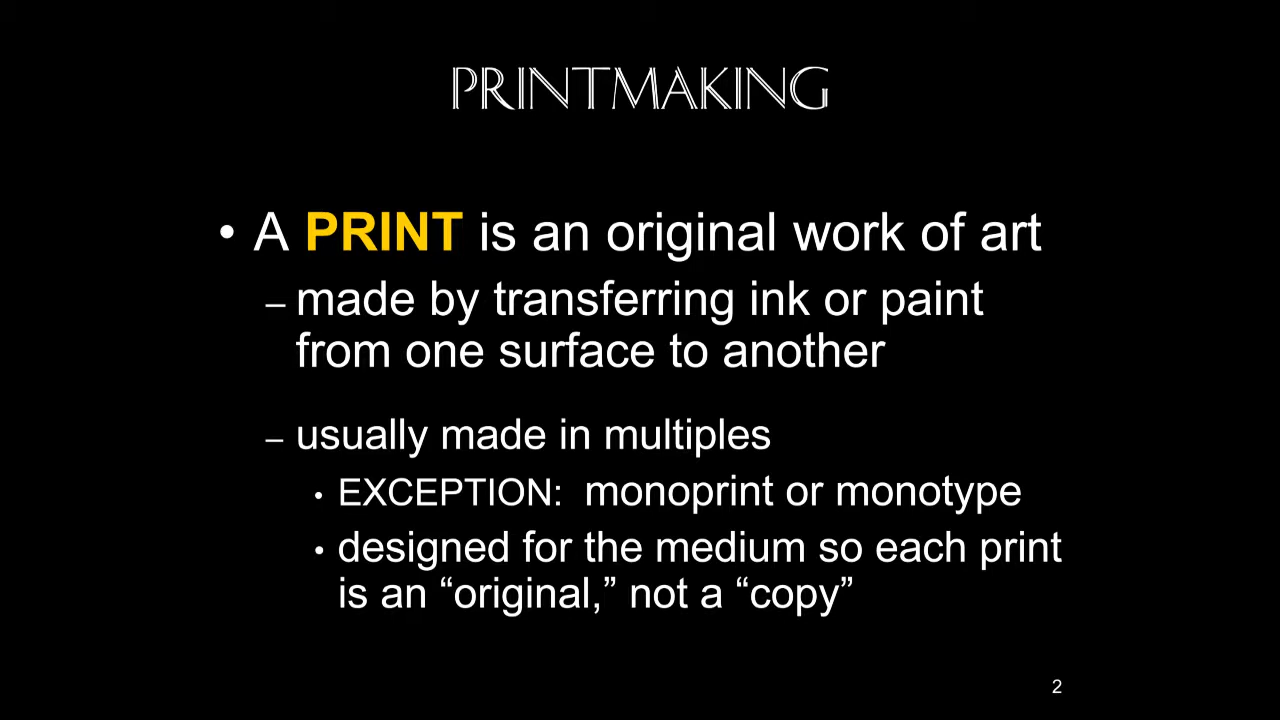 PRINTMAKING
• A PRINT is an original work of art
– made by transferring ink or paint
from one surface to another
– usually made in multiples
• EXCEPTION: monoprint or monotype
• designed for the medium so each print
is an “original,” not a “copy”
2